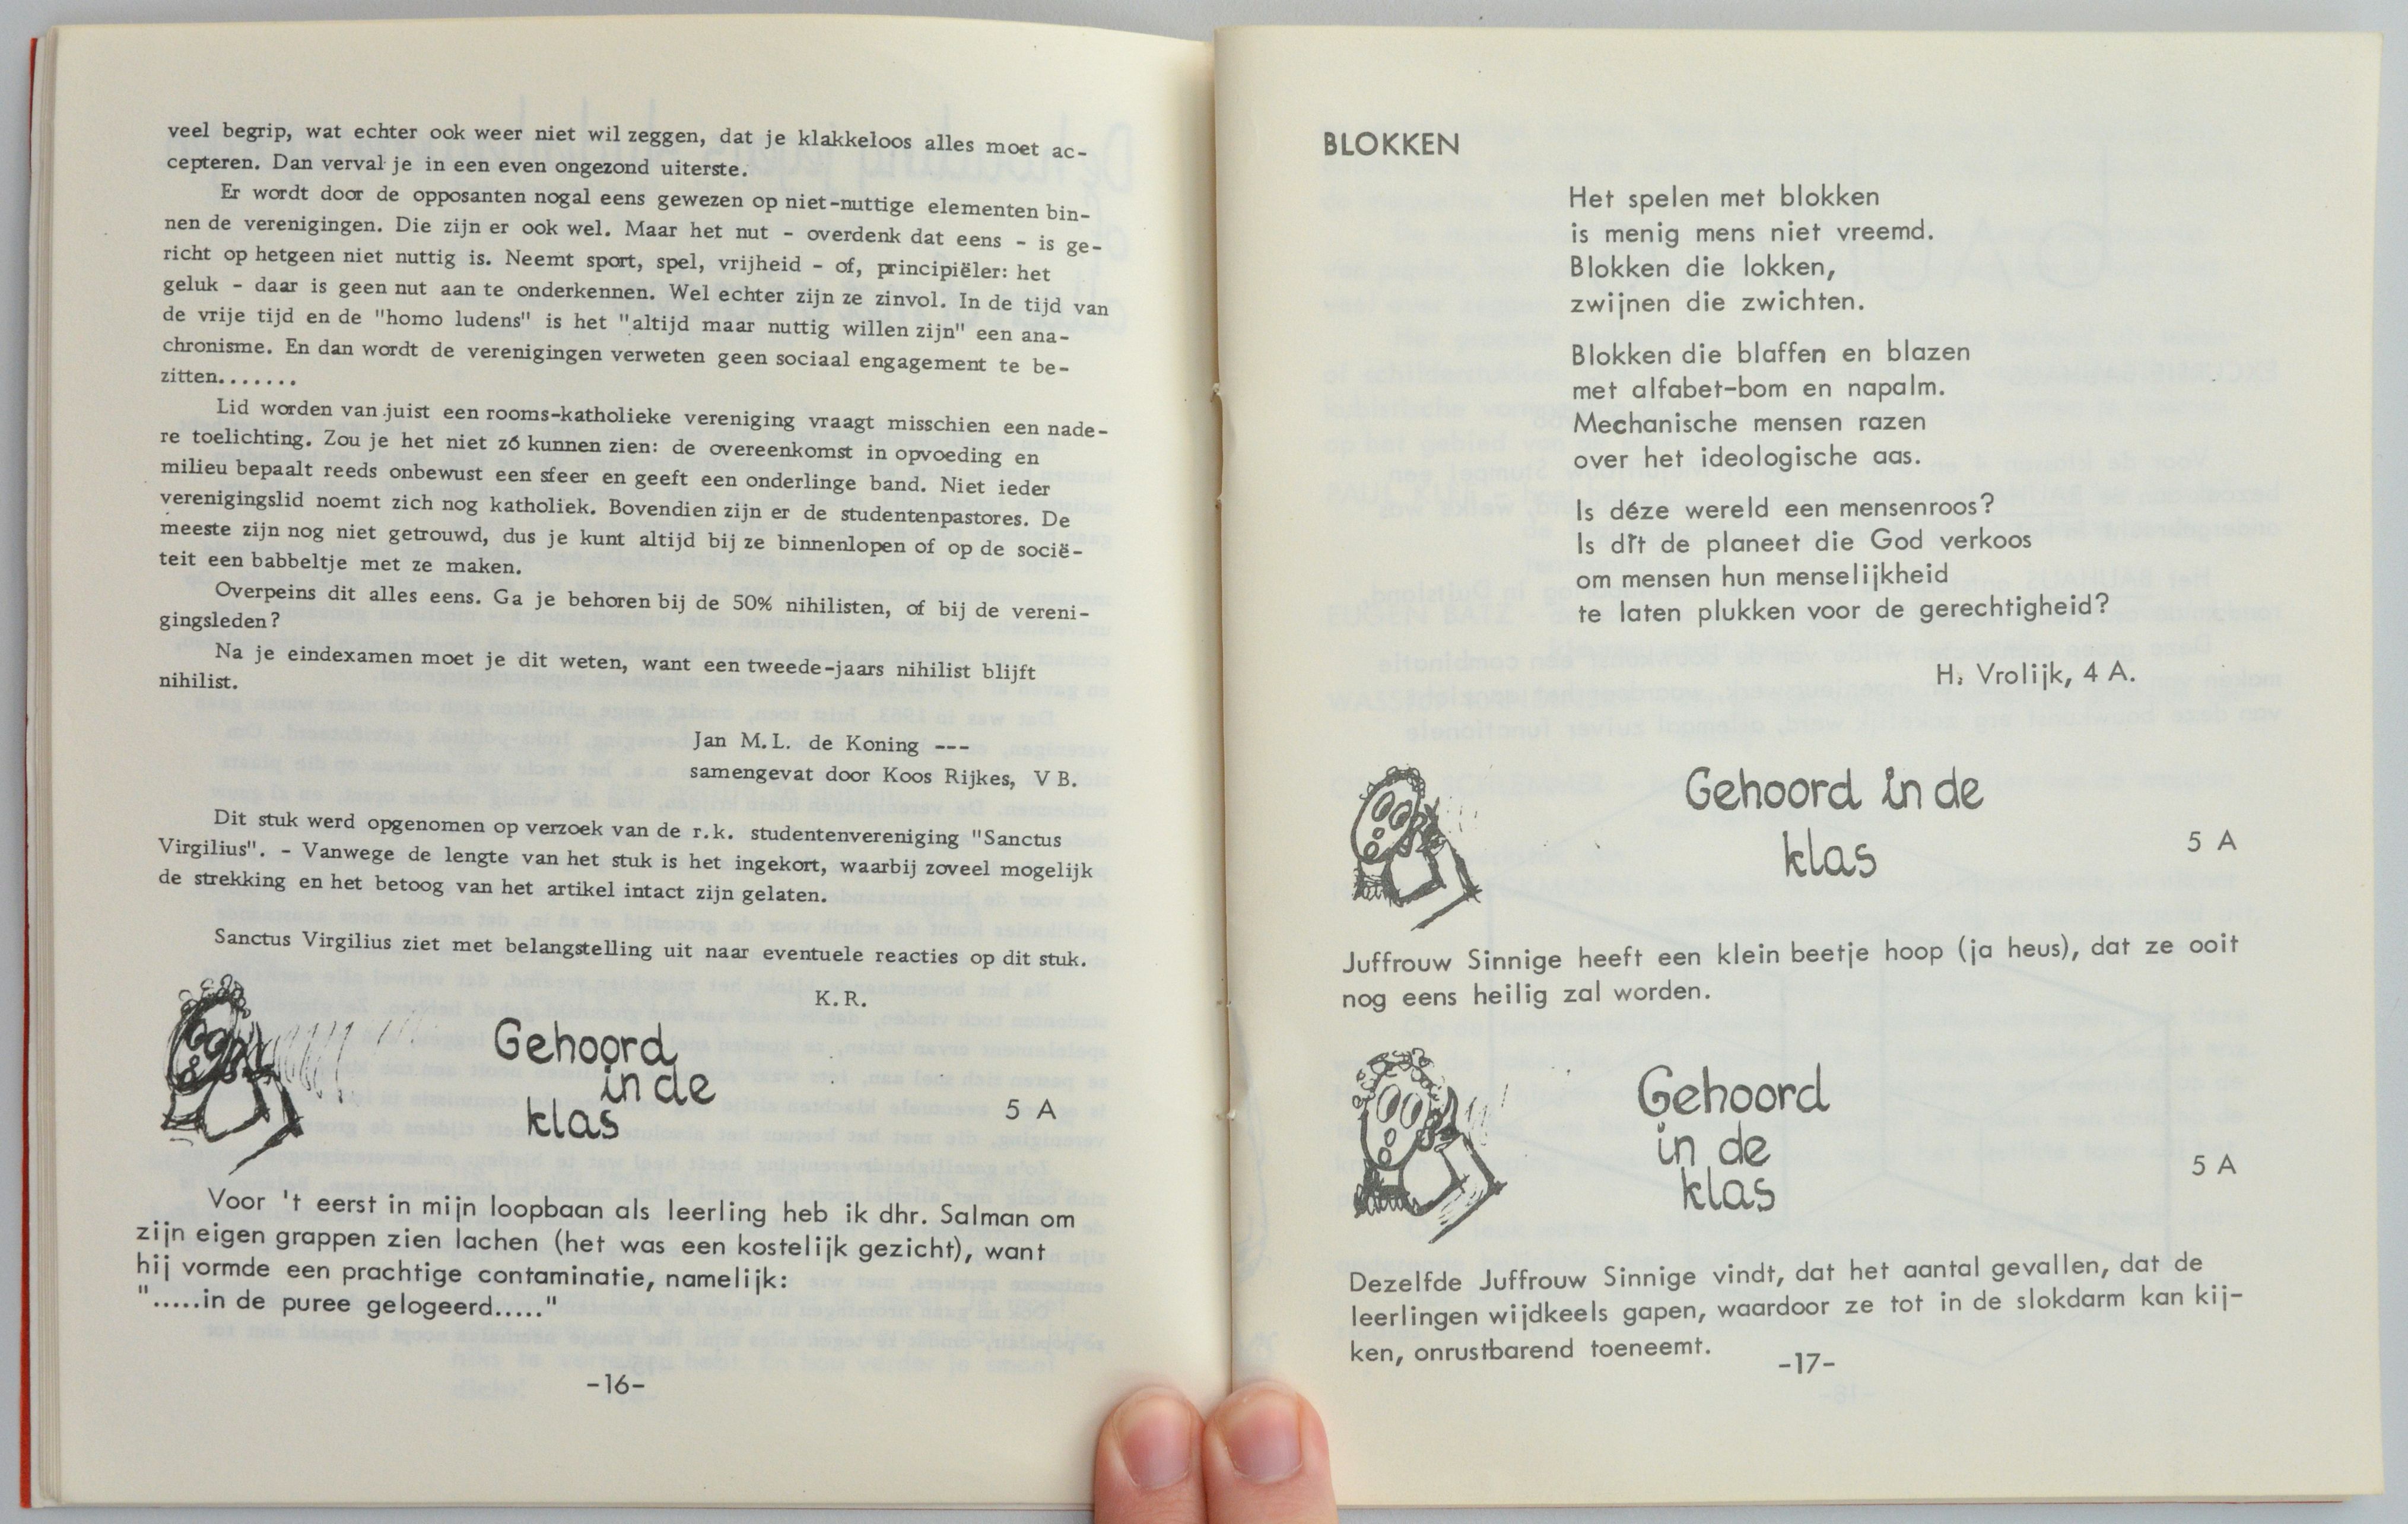 veel begrip, wat echter ook weer niet wil zeggen, dat je klakkeloos alles moet ac-
cepteren. Dan verval je in een even ongezond uiterste.
Er wordt door de opposanten nogal eens gewezen op niet-nuttige elementen bin-
nen de verenigingen. Die zijn er ook wel. Maar het nut - overdenk dat eens - is ge-
richt op hetgeen niet nuttig is. Neemt sport, spel, vrijheid - of, principiëler: het
geluk - daar is geen nut aan te onderkennen. Wel echter zijn ze zinvol. In de tijd van
de vrije tijd en de "homo ludens" is het "altijd maar nuttig willen zijn" een ana-
chronisme. En dan wordt de verenigingen verweten geen sociaal engagement te be-
zitten.......
Lid worden van juist een rooms-katholieke vereniging vraagt misschien een nade-
re toelichting. Zou je het niet zó kunnen zien: de overeenkomst in opvoeding en
milieu bepaalt reeds onbewust een sfeer en geeft een onderlinge band. Niet ieder
verenigingslid noemt zich nog katholiek. Bovendien zijn er de studentenpastores. De
meeste zijn nog niet getrouwd, dus je kunt altijd bij ze binnenlopen of op de socië-
teit een babbeltje met ze maken.
Overpeins dit alles eens. Ga je behoren bij de 50% nihilisten, of bij de vereni-
gingsleden?
Na je eindexamen moet je dit weten, want een tweede-jaars nihilist blijft
nihilist.
Jan M.L. de Koning ---
samengevat door Koos Rijkes, V B.
Dit stuk werd opgenomen op verzoek van de r.k. studentenvereniging "Sanctus
Virgilius". - Vanwege de lengte van het stuk is het ingekort, waarbij zoveel mogelijk
de strekking en het betoog van het artikel intact zijn gelaten.
Sanctus Virgilius ziet met belangstelling uit naar eventuele reacties op dit stuk.
K.R.
Gehoord
in de
klas
5 A
Voor 't eerst in mijn loopbaan als leerling heb ik dhr. Salman om
zijn eigen grappen zien lachen (het was een kostelijk gezicht), want
hij vormde een prachtige contaminatie, namelijk:
".....in de puree gelogeerd....."
-16-
BLOKKEN
Het spelen met blokken
is menig mens niet vreemd.
Blokken die lokken,
zwijnen die zwichten.
Blokken die blaffen en blazen
met alfabet-bom en napalm.
Mechanische mensen razen
over het ideologische aas.
Is déze wereld een mensenroos?
Is dít de planeet die God verkoos
om mensen hun menselijkheid
te laten plukken voor de gerechtigheid?
H. Vrolijk, 4 A.
Gehoord in de
klas
5 A
Juffrouw Sinnige heeft een klein beetje hoop (ja heus), dat ze ooit
nog eens heilig zal worden.
Gehoord
in de
klas
5 A
Dezelfde Juffrouw Sinnige vindt, dat het aantal gevallen, dat de
leerlingen wijdkeels gapen, waardoor ze tot in de slokdarm kan kij-
ken, onrustbarend toeneemt.
-17-